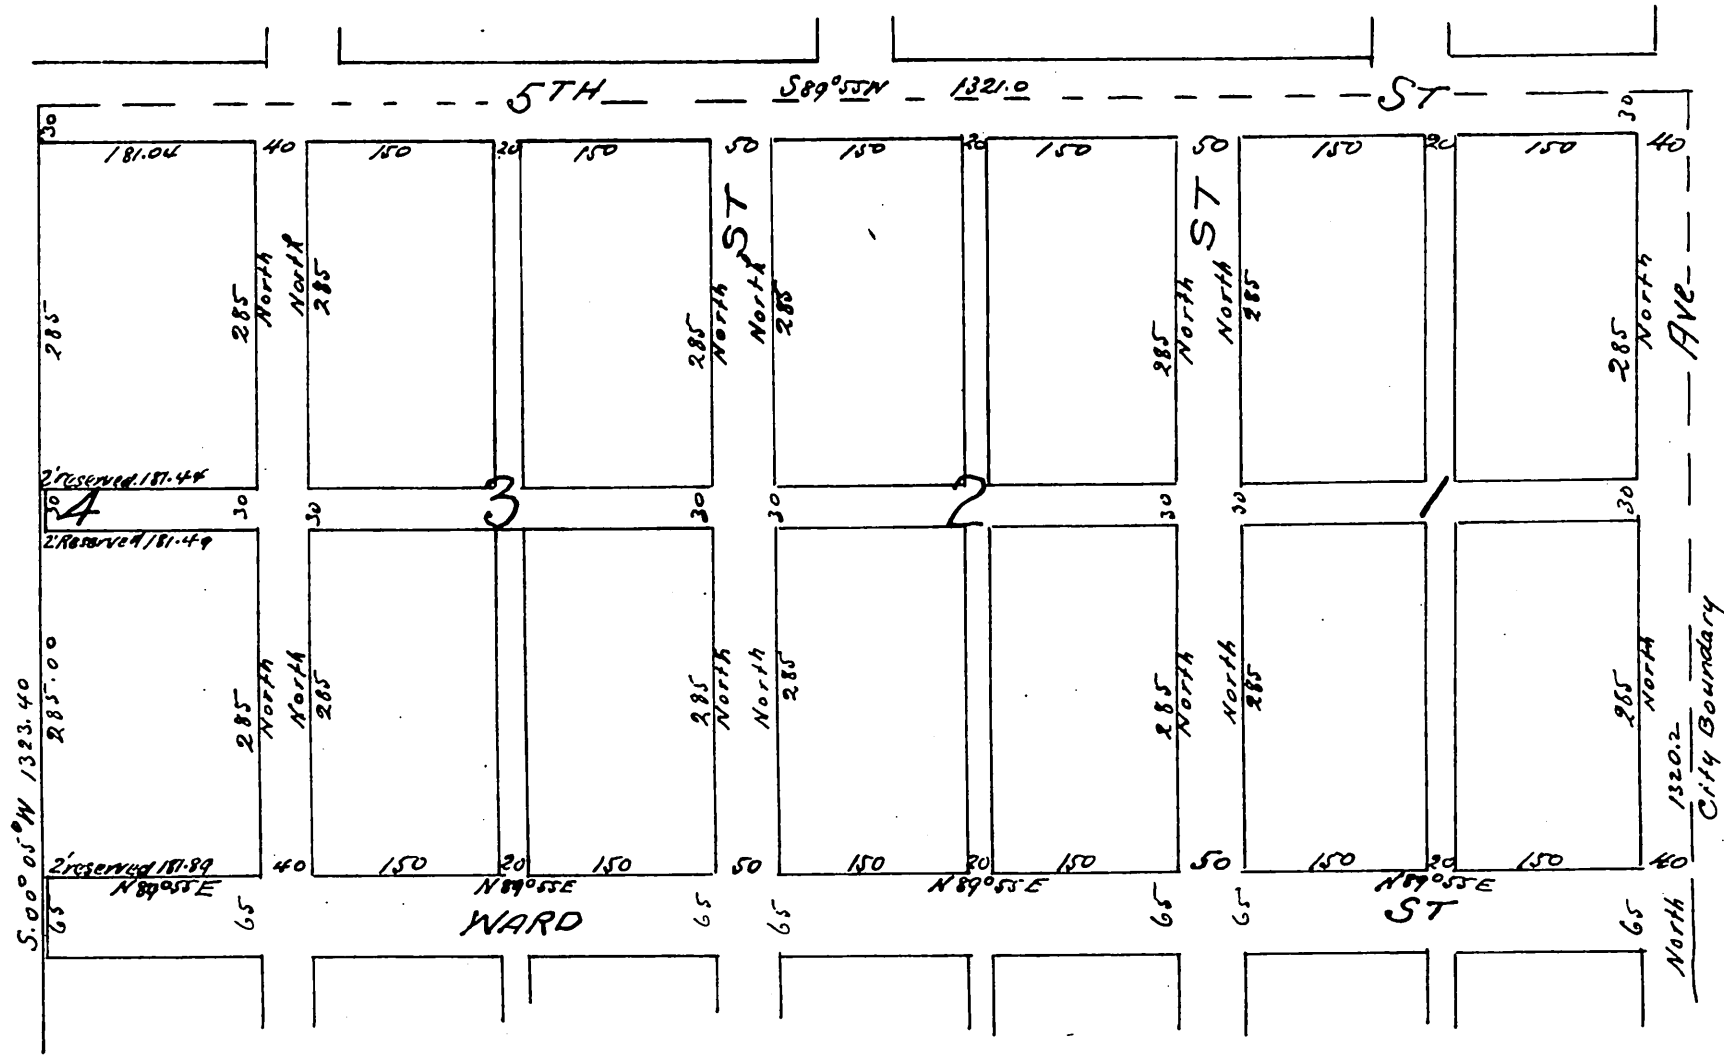 5TH S89°55W 1321.0 ST
30 30
181.04 40 150 20 150 50 150 20 150 50 150 20 150 40
ST ST
285 285 North North 285 285 North North 285 285 North North 285 285 North Ave
2'reserved 181.44
30 4 30 30 3 30 30 2 30 30 1 30
2'Reserved 181.49
S.00°05'W 1323.40
285.00 285 North North 285 285 North North 285 285 North North 285 285 North
1320.2
City Boundary
2'reserved 181.89 40 150 20 150 50 150 20 150 50 150 20 150 40
N89°55E N89°55E N89°55E N89°55E
65 65 WARD 65 65 65 65 ST 65 North